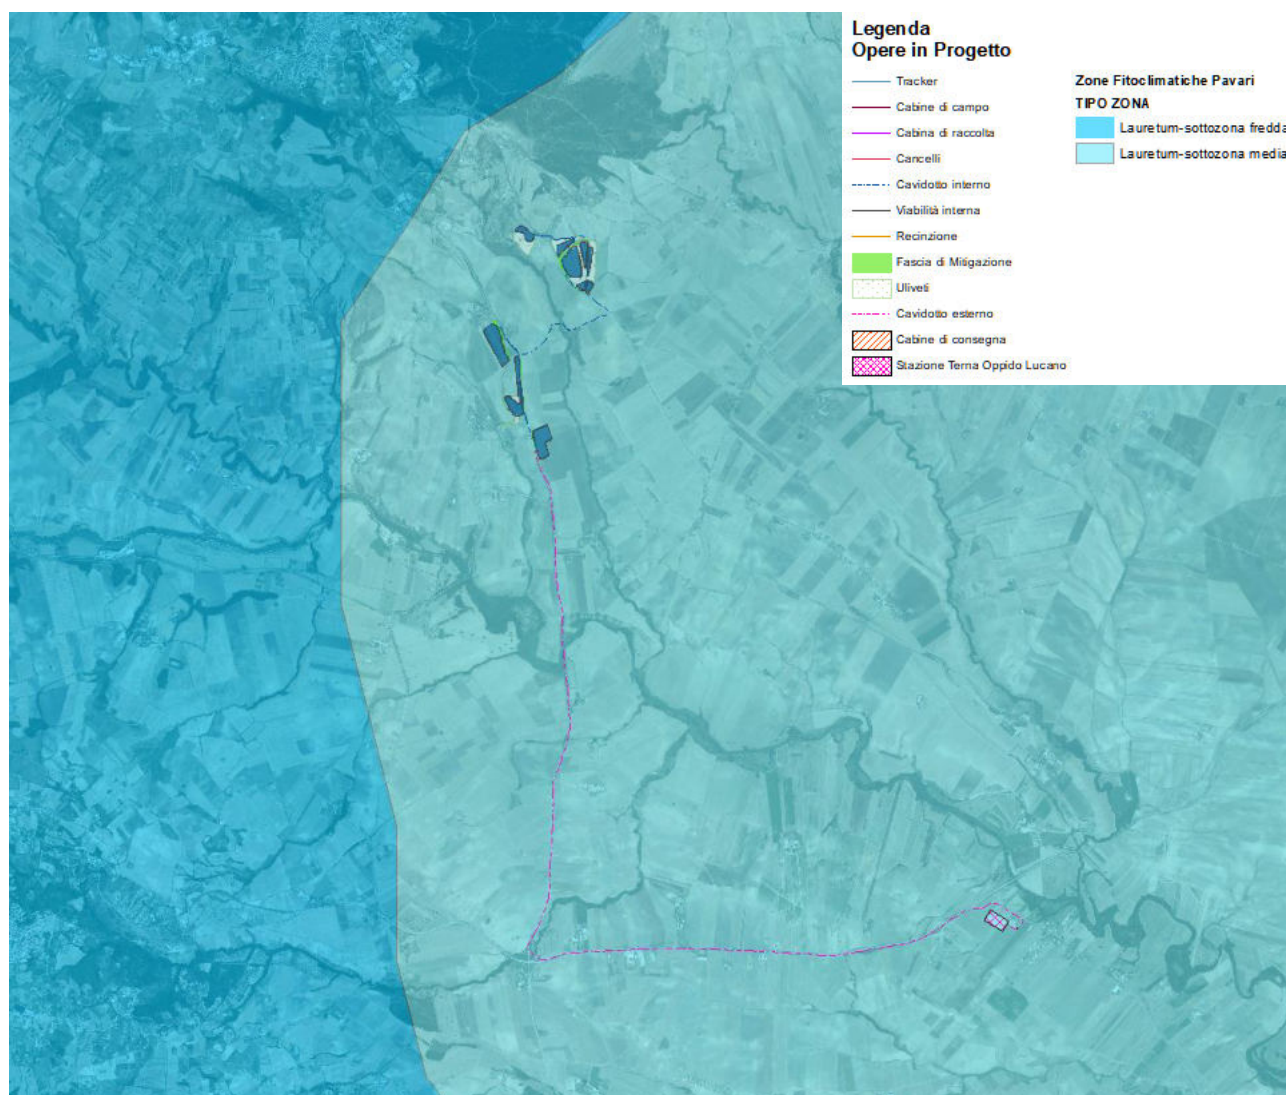 Legenda
Opere in Progetto
Tracker
Cabine di campo
Cabina di raccolta
Cancelli
Cavidotto interno
Viabilità interna
Recinzione
Fascia di Mitigazione
Uliveti
Cavidotto esterno
Cabine di consegna
Stazione Terna Oppido Lucano
Zone Fitoclimatiche Pavari
TIPO ZONA
Lauretum-sottozona fredda
Lauretum-sottozona media